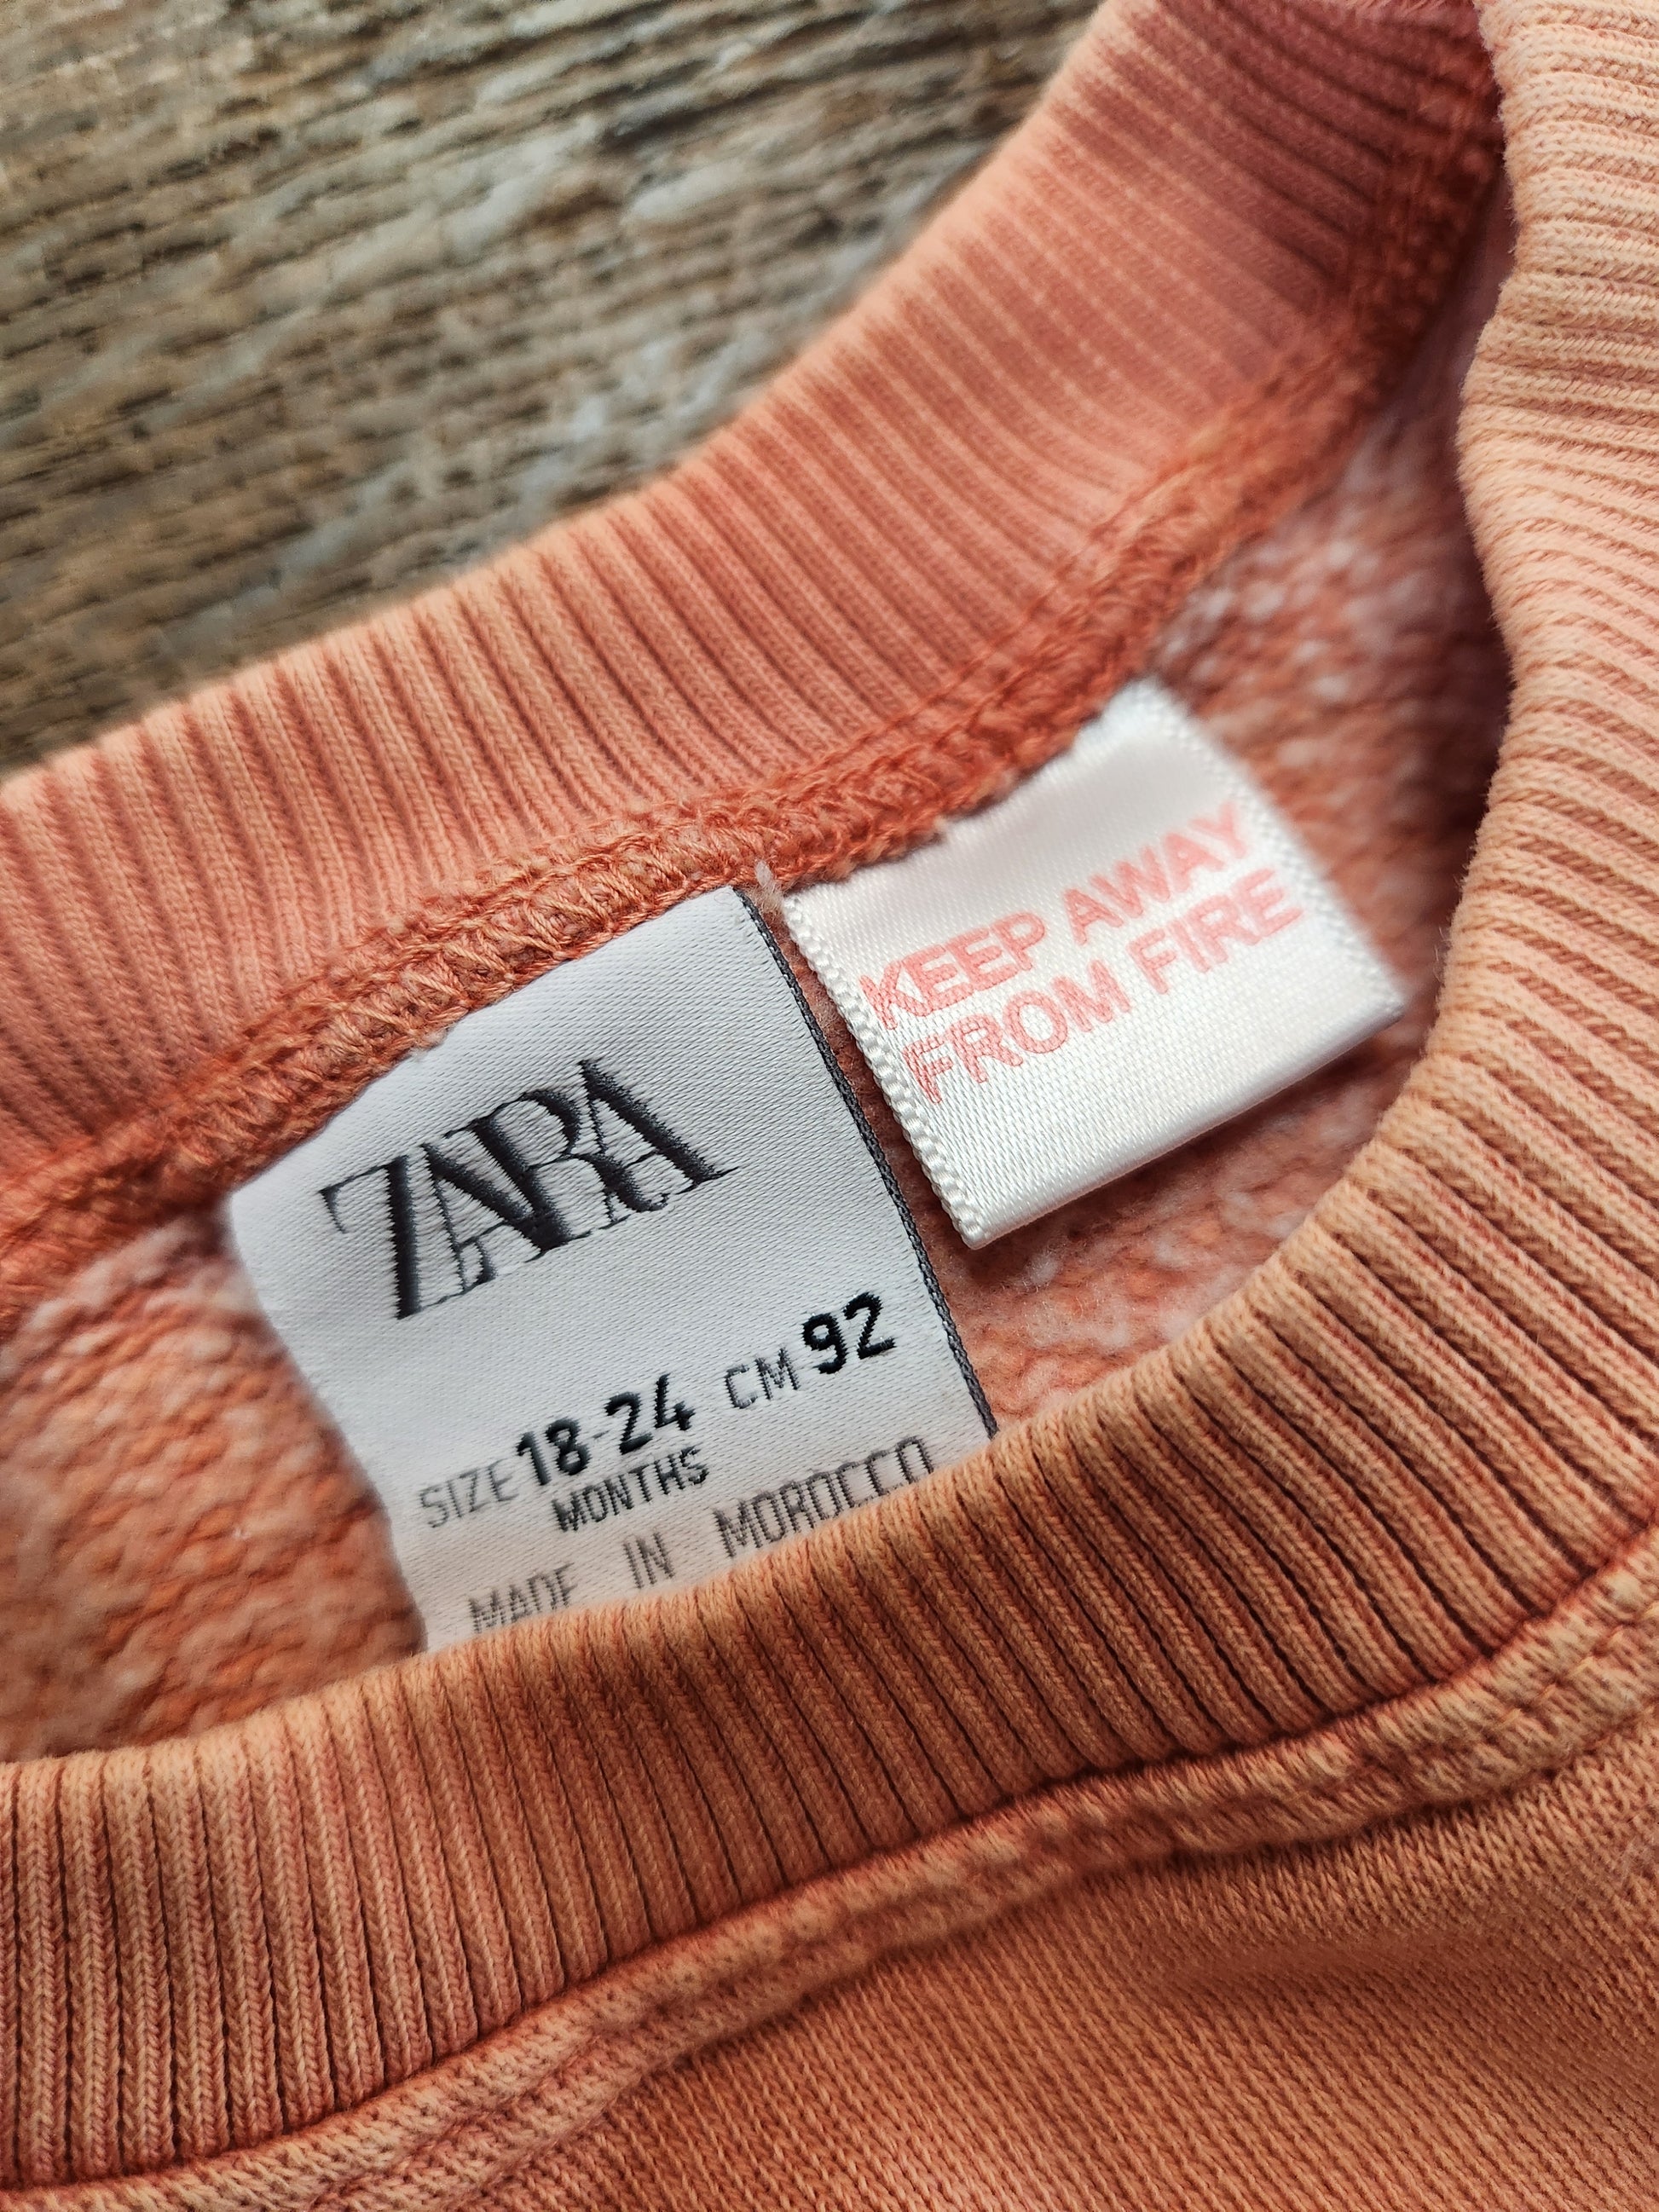 ZARA
SIZE 18-24 CM 92
MONTHS
MADE IN MOROCCO
KEEP AWAY
FROM FIRE